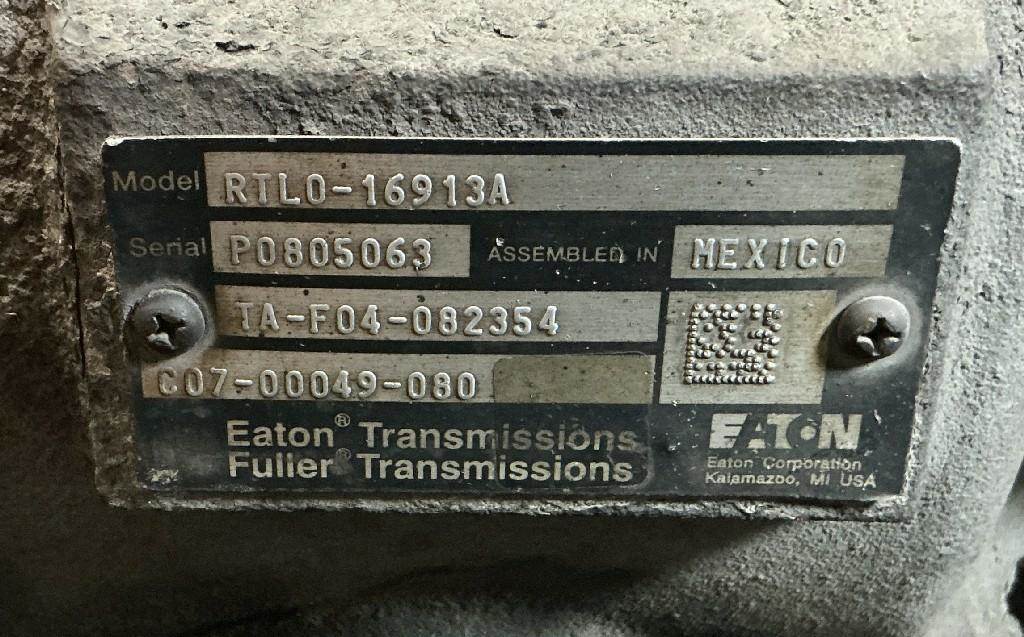 Model RTLO-16913A
Serial P0805063 ASSEMBLED IN MEXICO
TA-F04-082354
C07-00049-080
Eaton® Transmissions
Fuller® Transmissions
EATON
Eaton Corporation
Kalamazoo, MI USA